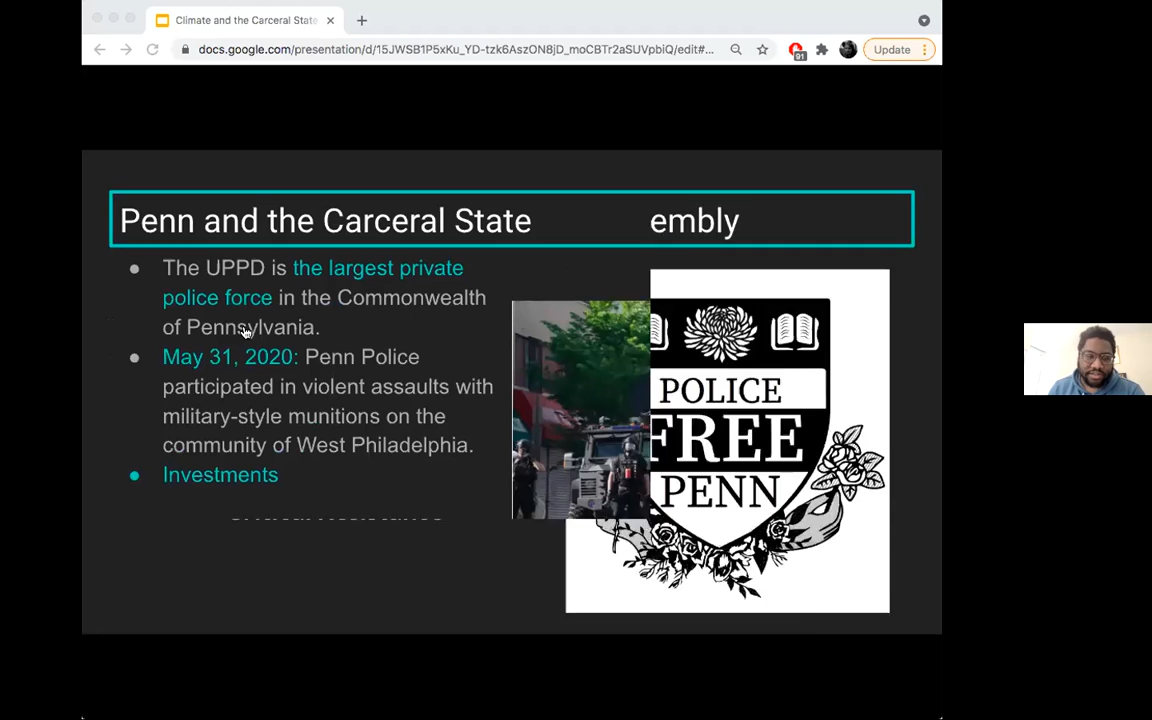 Climate and the Carceral State
docs.google.com/presentation/d/15JWSB1P5xKu_YD-tzk6AszON8jD_moCBTr2aSUVpbiQ/edit#...
91
Update
Penn and the Carceral State
embly
● The UPPD is the largest private
police force in the Commonwealth
of Pennsylvania.
● May 31, 2020: Penn Police
participated in violent assaults with
military-style munitions on the
community of West Philadelphia.
● Investments
POLICE
FREE
PENN